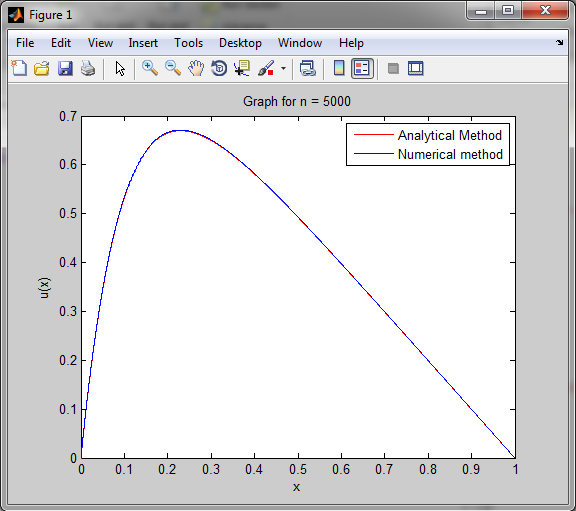 Figure 1
File Edit View Insert Tools Desktop Window Help
Graph for n = 5000
Analytical Method
Numerical method
0.7
0.6
0.5
0.4
0.3
0.2
0.1
0
u(x)
0 0.1 0.2 0.3 0.4 0.5 0.6 0.7 0.8 0.9 1
x